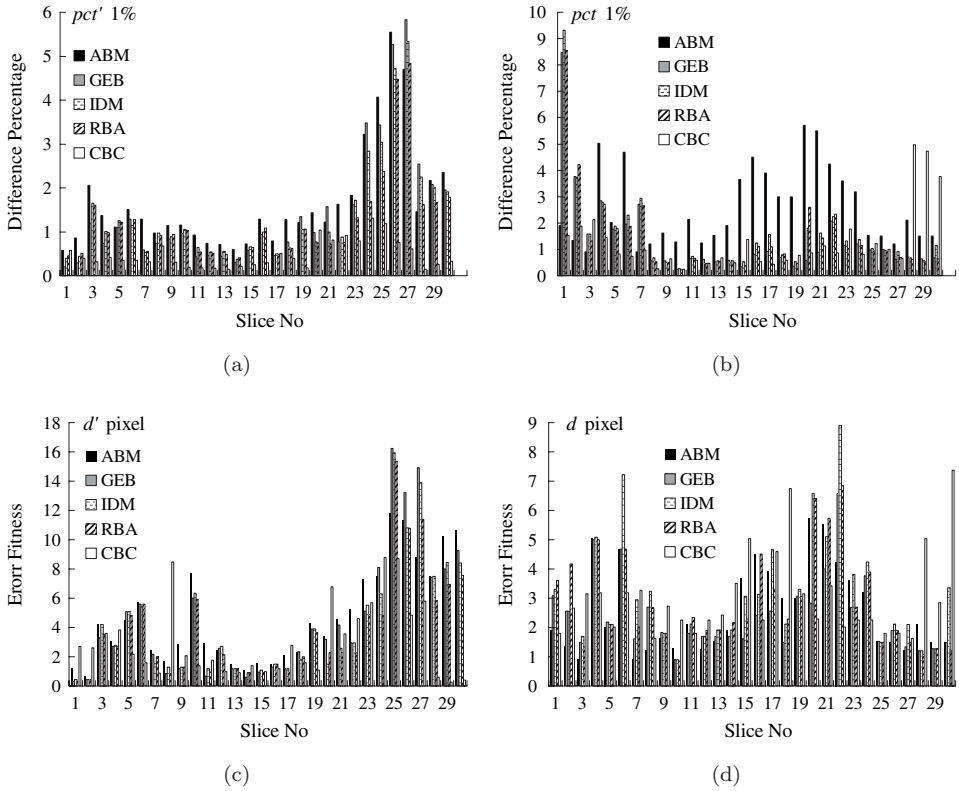 pct′ 1%
6
5
4
3
2
1
0
Difference Percentage
ABM
GEB
IDM
RBA
CBC
1 3 5 7 9 11 13 15 17 19 21 23 25 27 29
Slice No
(a)
pct 1%
10
9
8
7
6
5
4
3
2
1
0
Difference Percentage
ABM
GEB
IDM
RBA
CBC
1 3 5 7 9 11 13 15 17 19 21 23 25 27 29
Slice No
(b)
d′ pixel
18
16
14
12
10
8
6
4
2
0
Erorr Fitness
ABM
GEB
IDM
RBA
CBC
1 3 5 7 9 11 13 15 17 19 21 23 25 27 29
Slice No
(c)
d pixel
9
8
7
6
5
4
3
2
1
0
Erorr Fitness
ABM
GEB
IDM
RBA
CBC
1 3 5 7 9 11 13 15 17 19 21 23 25 27 29
Slice No
(d)